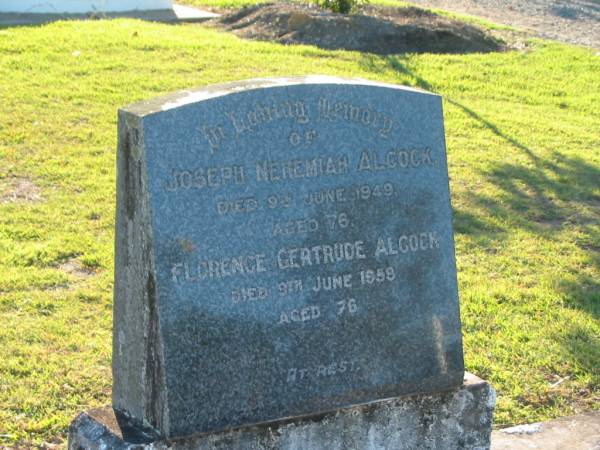 In Loving Memory
OF
JOSEPH NEHEMIAH ALCOCK
DIED 9TH JUNE 1949.
AGED 76.
FLORENCE GERTRUDE ALCOCK
DIED 9TH JUNE 1959
AGED 76
AT REST.